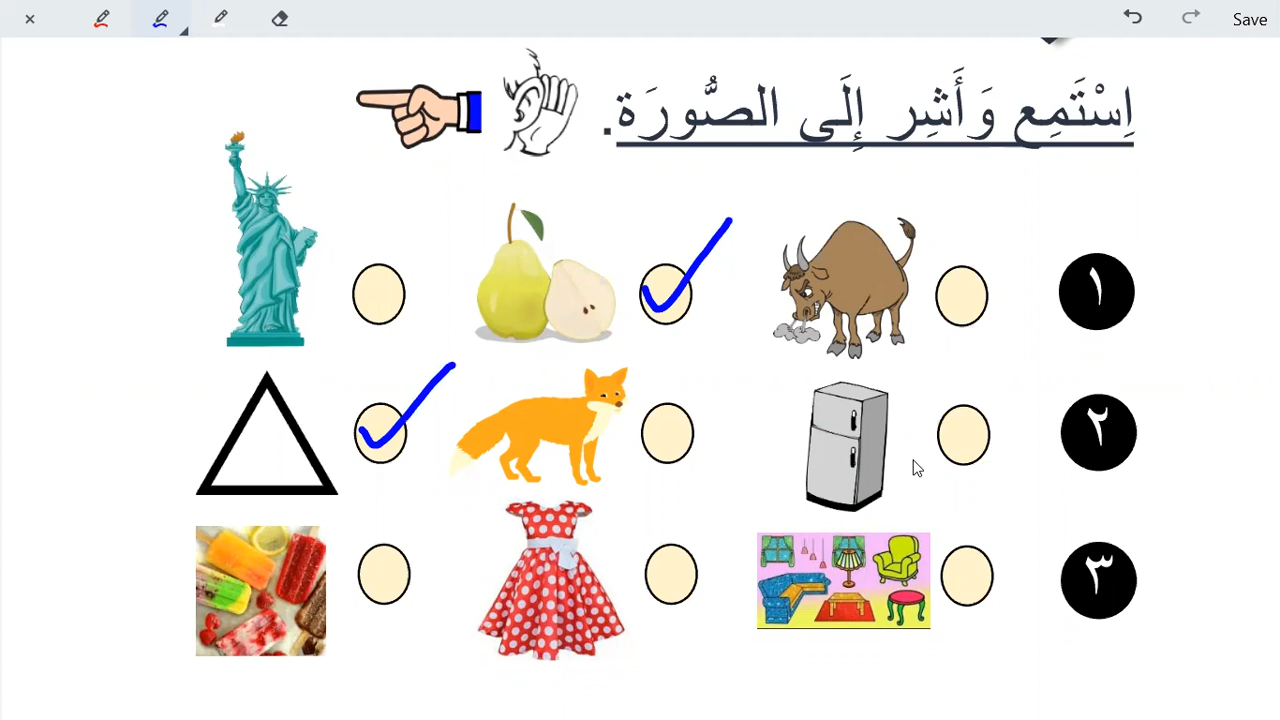 Save
اِسْتَمِع وَأَشِر إِلَى الصُّورَة.
١
٢
٣